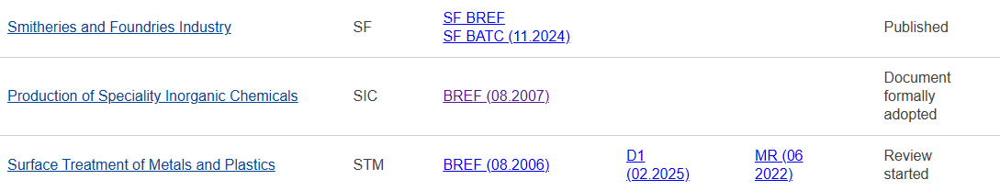 Smitheries and Foundries Industry SF SF BREF Published
SF BATC (11.2024)
Production of Speciality Inorganic Chemicals SIC BREF (08.2007) Document
formally
adopted
Surface Treatment of Metals and Plastics STM BREF (08.2006) D1 MR (06 Review
(02.2025) 2022) started